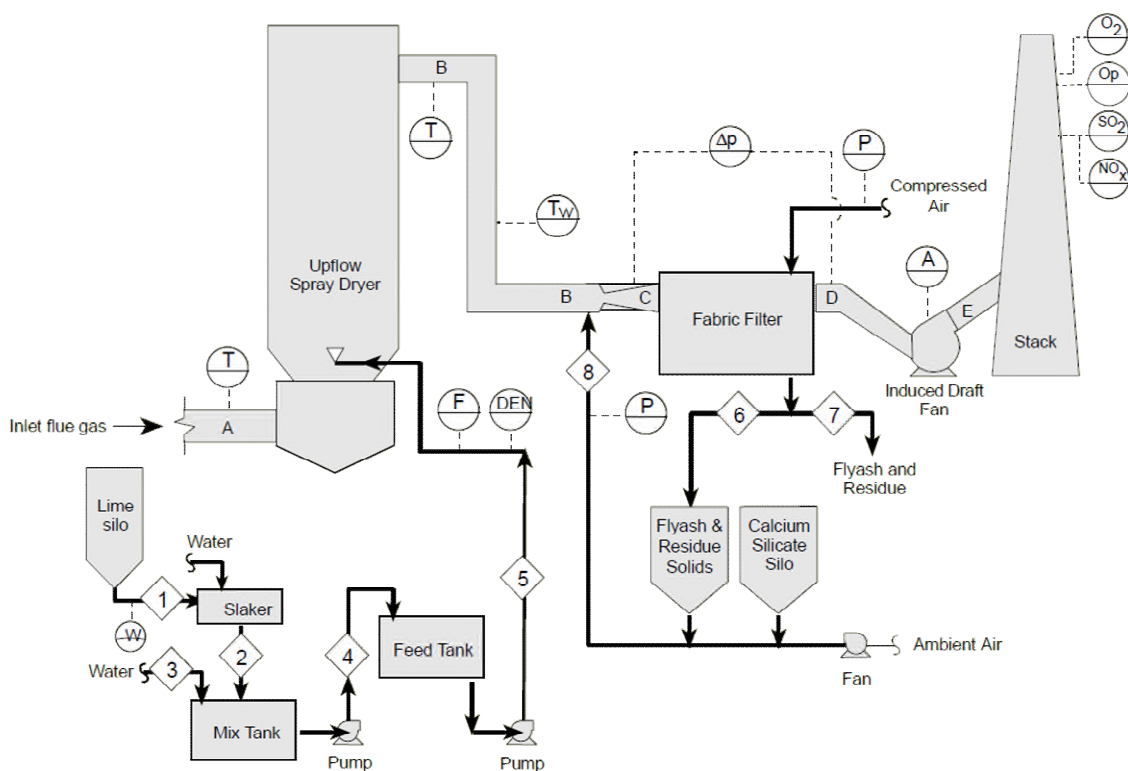 O2
Op
SO2
NOx
B
T
Δp
P
Compressed
Air
Tw
A
Upflow
Spray Dryer
B
C
Fabric Filter
D
E
Stack
Induced Draft
Fan
T
8
Inlet flue gas
A
F
DEN
P
6
7
Flyash and
Residue
Lime
silo
Flyash &
Residue
Solids
Calcium
Silicate
Silo
Water
5
1
Slaker
W
2
4
Feed Tank
Ambient Air
Water
3
Fan
Mix Tank
Pump
Pump